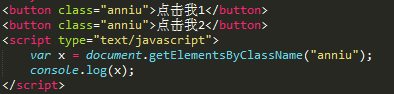 <button class="anniu">点击我1</button>
<button class="anniu">点击我2</button>
<script type="text/javascript">
var x = document.getElementsByClassName("anniu");
console.log(x);
</script>